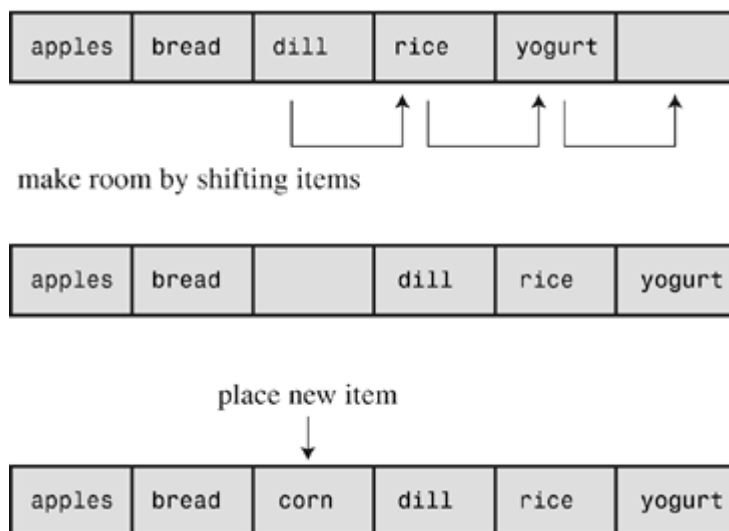 apples bread dill rice yogurt
make room by shifting items
apples bread dill rice yogurt
place new item
apples bread corn dill rice yogurt